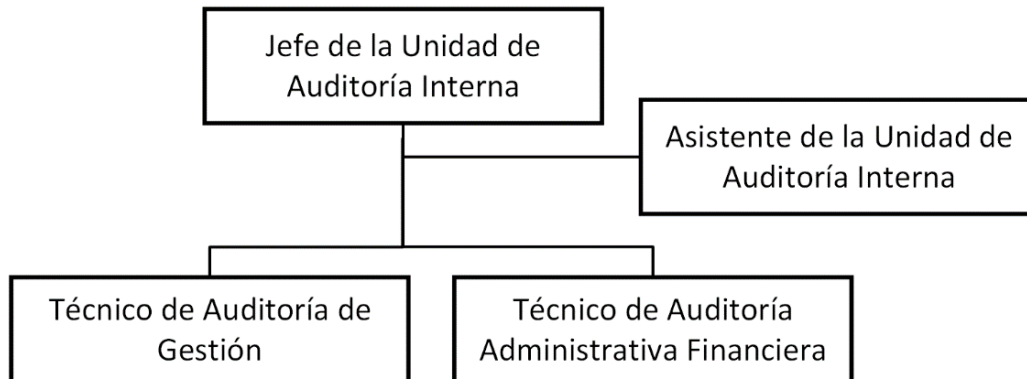 Jefe de la Unidad de
Auditoría Interna
Asistente de la Unidad de
Auditoría Interna
Técnico de Auditoría de
Gestión
Técnico de Auditoría
Administrativa Financiera